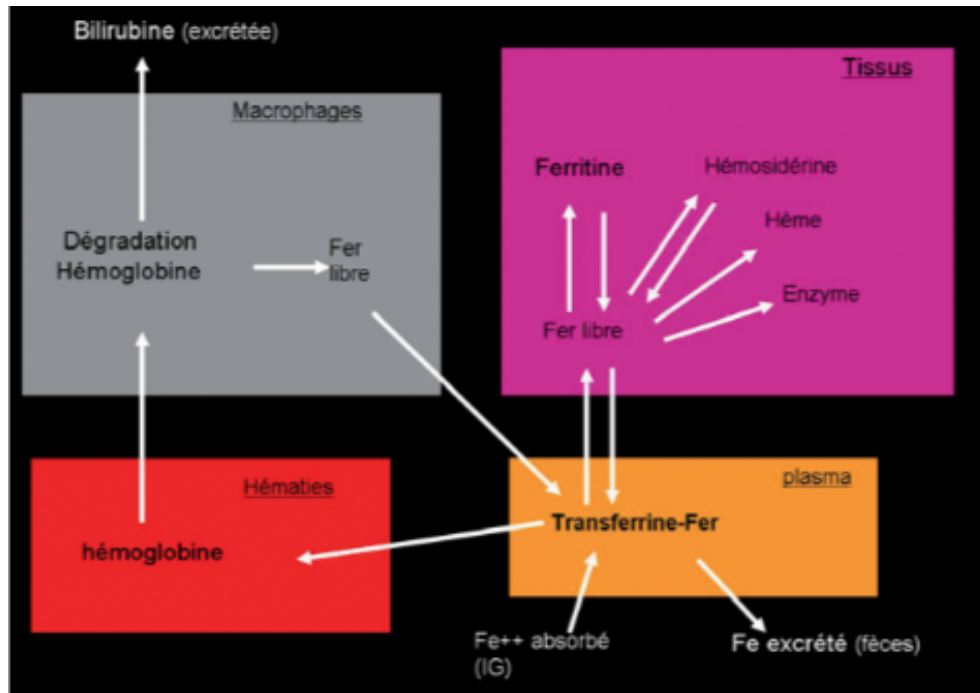 Bilirubine (excrétée)
Macrophages
Dégradation
Hémoglobine
Fer
libre
Tissus
Ferritine
Hémosidérine
Hème
Enzyme
Fer libre
Hématies
hémoglobine
plasma
Transferrine-Fer
Fe++ absorbé
(IG)
Fe excrété (fèces)